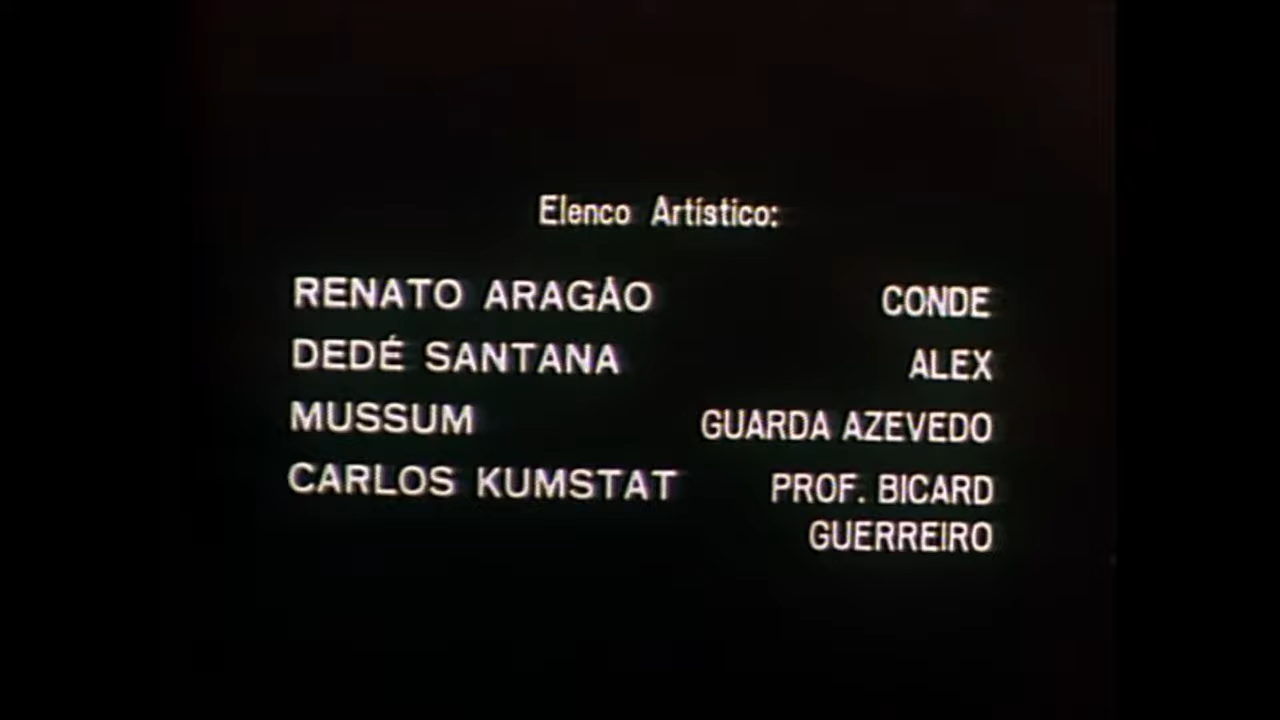 Elenco Artístico:
RENATO ARAGÃO CONDE
DEDÉ SANTANA ALEX
MUSSUM GUARDA AZEVEDO
CARLOS KUMSTAT PROF. BICARD
GUERREIRO